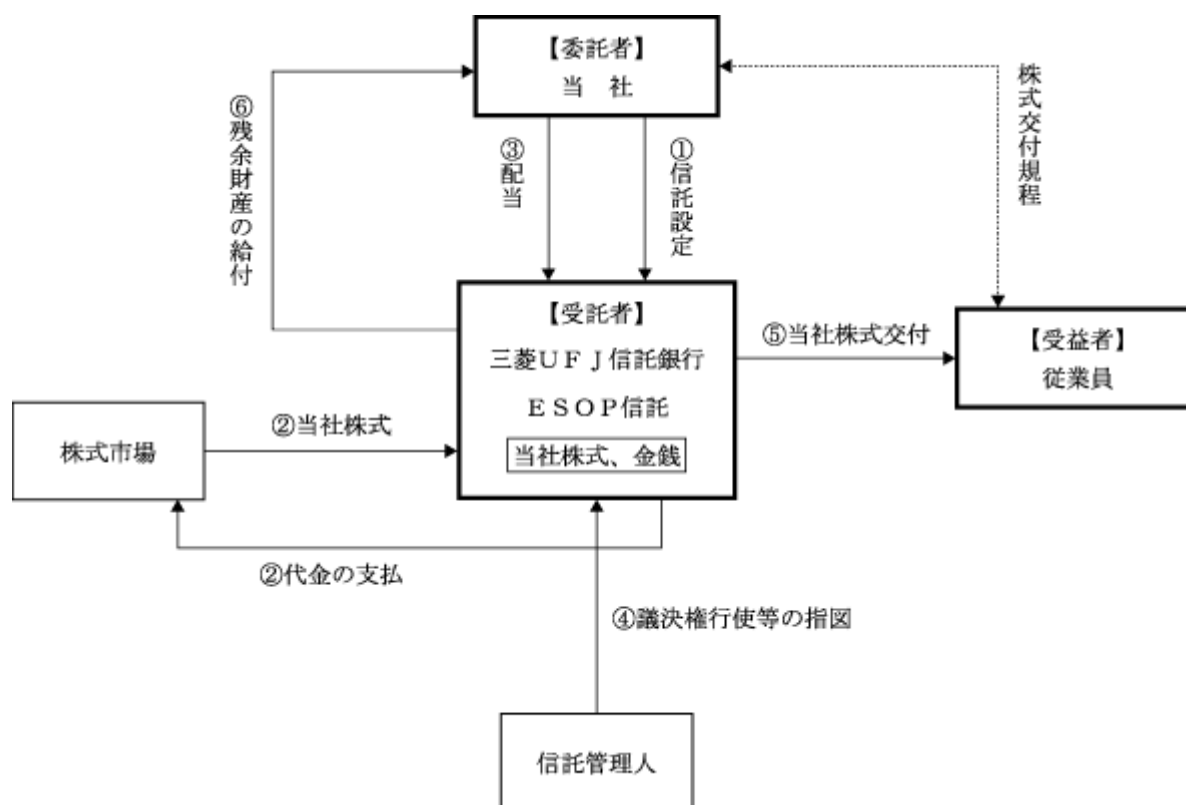 【委託者】
当　社
⑥残余財産の給付
③配当
①信託設定
株式交付規程
【受託者】
三菱ＵＦＪ信託銀行
ＥＳＯＰ信託
当社株式、金銭
⑤当社株式交付
【受益者】
従業員
株式市場
②当社株式
②代金の支払
④議決権行使等の指図
信託管理人